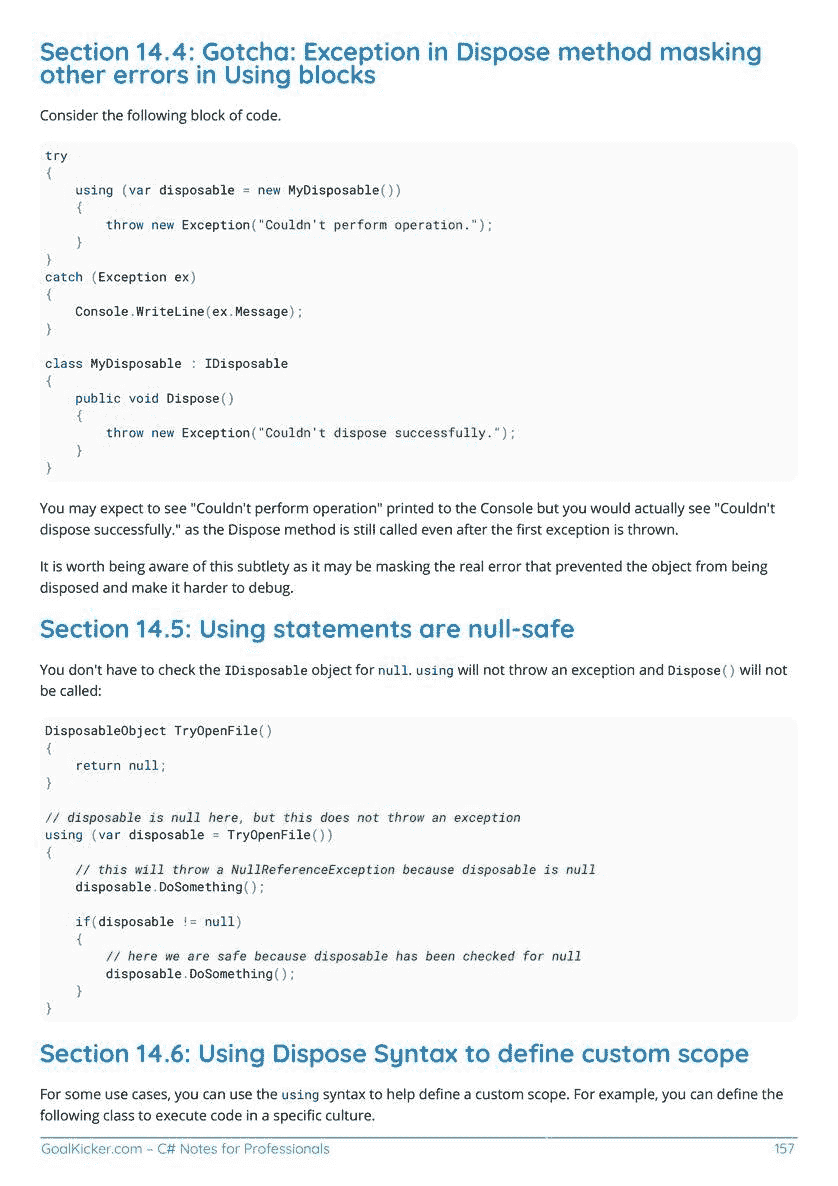 Section 14.4: Gotcha: Exception in Dispose method masking
other errors in Using blocks
Consider the following block of code.
try
{
    using (var disposable = new MyDisposable())
    {
        throw new Exception("Couldn't perform operation.");
    }
}
catch (Exception ex)
{
    Console.WriteLine(ex.Message);
}

class MyDisposable : IDisposable
{
    public void Dispose()
    {
        throw new Exception("Couldn't dispose successfully.");
    }
}
You may expect to see "Couldn't perform operation" printed to the Console but you would actually see "Couldn't
dispose successfully." as the Dispose method is still called even after the first exception is thrown.
It is worth being aware of this subtlety as it may be masking the real error that prevented the object from being
disposed and make it harder to debug.
Section 14.5: Using statements are null-safe
You don't have to check the IDisposable object for null. using will not throw an exception and Dispose() will not
be called:
DisposableObject TryOpenFile()
{
    return null;
}

// disposable is null here, but this does not throw an exception
using (var disposable = TryOpenFile())
{
    // this will throw a NullReferenceException because disposable is null
    disposable.DoSomething();

    if(disposable != null)
    {
        // here we are safe because disposable has been checked for null
        disposable.DoSomething();
    }
}
Section 14.6: Using Dispose Syntax to define custom scope
For some use cases, you can use the using syntax to help define a custom scope. For example, you can define the
following class to execute code in a specific culture.
GoalKicker.com – C# Notes for Professionals 157